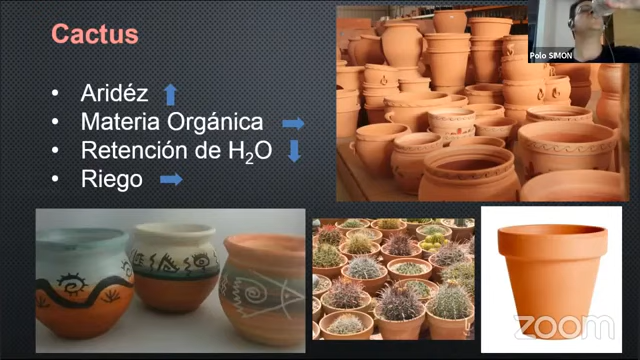 Cactus
• Aridéz
• Materia Orgánica
• Retención de H₂O
• Riego
Polo SIMON
zoom